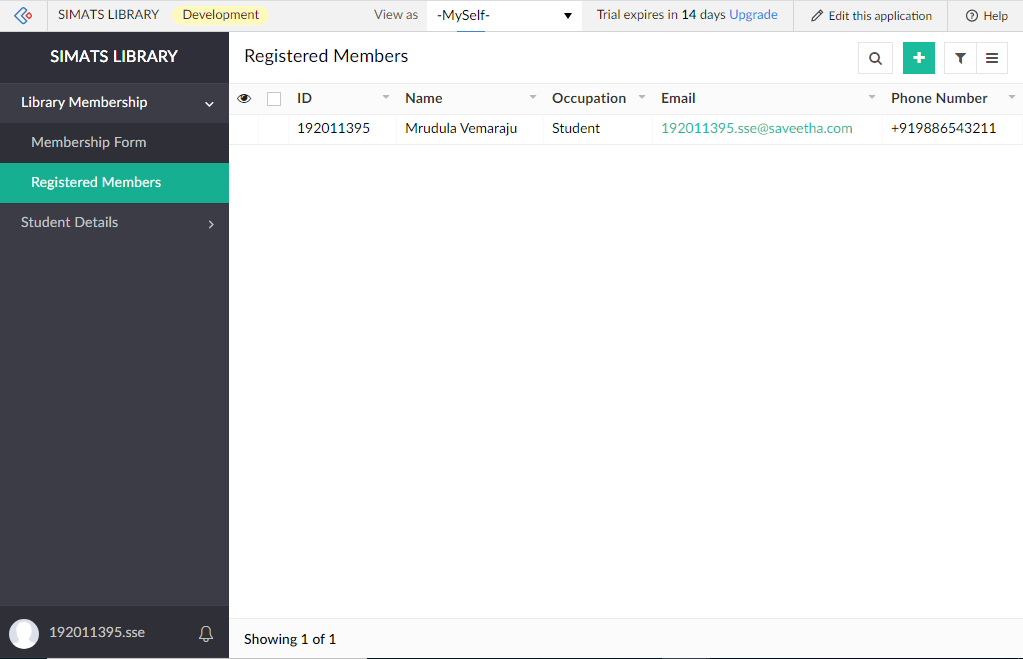 SIMATS LIBRARY Development View as -MySelf- Trial expires in 14 days Upgrade Edit this application Help
SIMATS LIBRARY
Registered Members
Library Membership
ID Name Occupation Email Phone Number
192011395 Mrudula Vemaraju Student 192011395.sse@saveetha.com +919886543211
Membership Form
Registered Members
Student Details
192011395.sse
Showing 1 of 1